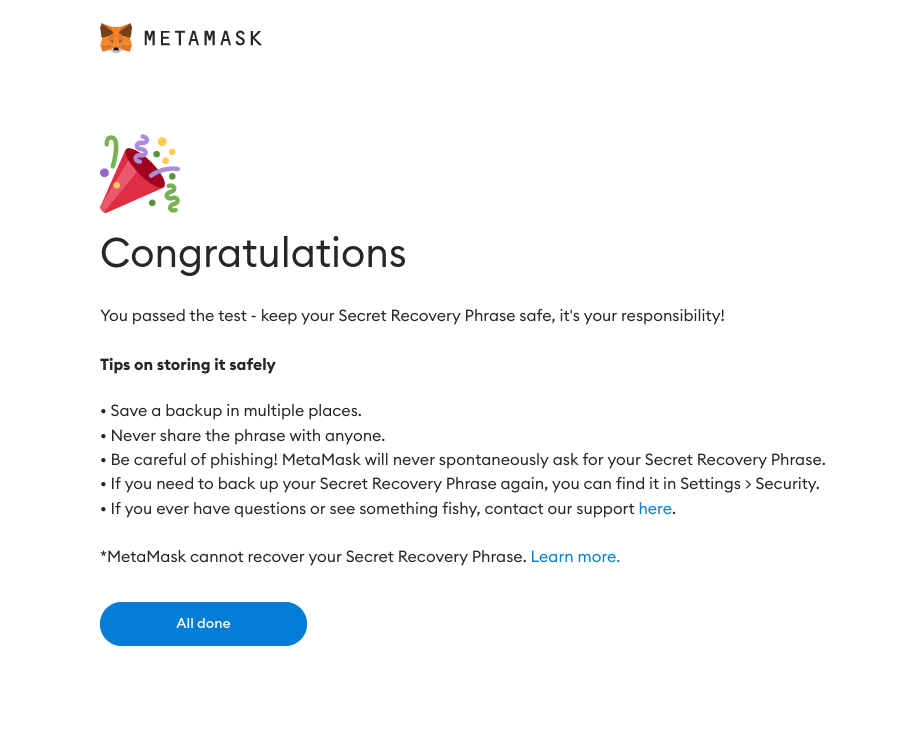 METAMASK
Congratulations
You passed the test - keep your Secret Recovery Phrase safe, it's your responsibility!
Tips on storing it safely
• Save a backup in multiple places.
• Never share the phrase with anyone.
• Be careful of phishing! MetaMask will never spontaneously ask for your Secret Recovery Phrase.
• If you need to back up your Secret Recovery Phrase again, you can find it in Settings > Security.
• If you ever have questions or see something fishy, contact our support here.
*MetaMask cannot recover your Secret Recovery Phrase. Learn more.
All done